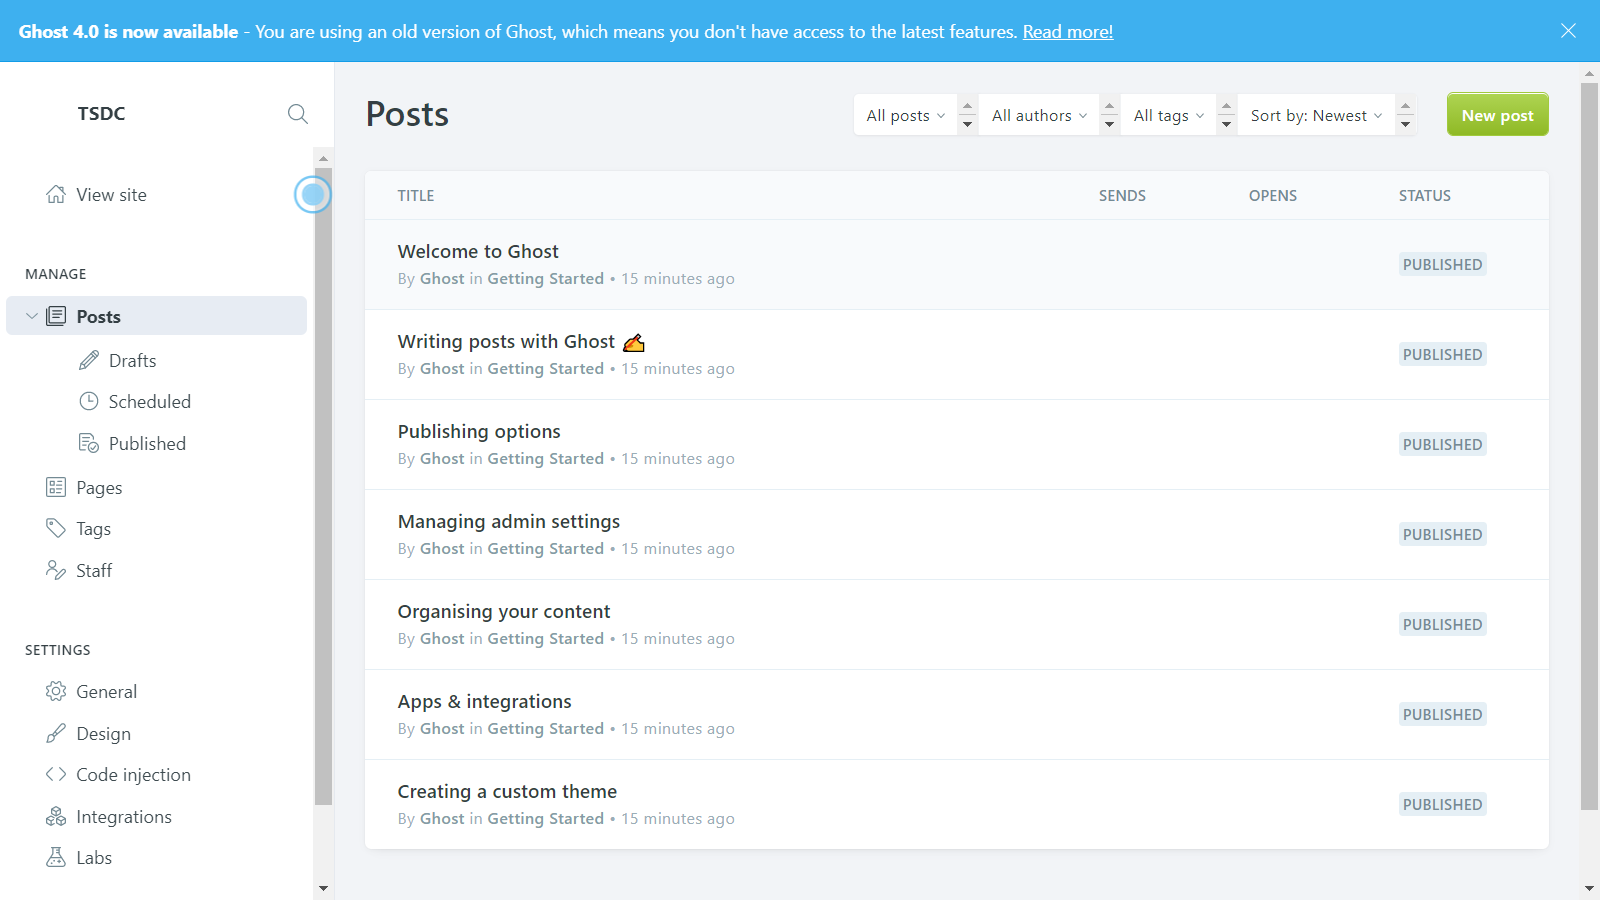 Ghost 4.0 is now available - You are using an old version of Ghost, which means you don't have access to the latest features. Read more!
TSDC
View site
MANAGE
Posts
Drafts
Scheduled
Published
Pages
Tags
Staff
SETTINGS
General
Design
Code injection
Integrations
Labs
Posts
All posts
All authors
All tags
Sort by: Newest
New post
TITLE SENDS OPENS STATUS
Welcome to Ghost
By Ghost in Getting Started • 15 minutes ago
PUBLISHED
Writing posts with Ghost ✍️
By Ghost in Getting Started • 15 minutes ago
PUBLISHED
Publishing options
By Ghost in Getting Started • 15 minutes ago
PUBLISHED
Managing admin settings
By Ghost in Getting Started • 15 minutes ago
PUBLISHED
Organising your content
By Ghost in Getting Started • 15 minutes ago
PUBLISHED
Apps & integrations
By Ghost in Getting Started • 15 minutes ago
PUBLISHED
Creating a custom theme
By Ghost in Getting Started • 15 minutes ago
PUBLISHED